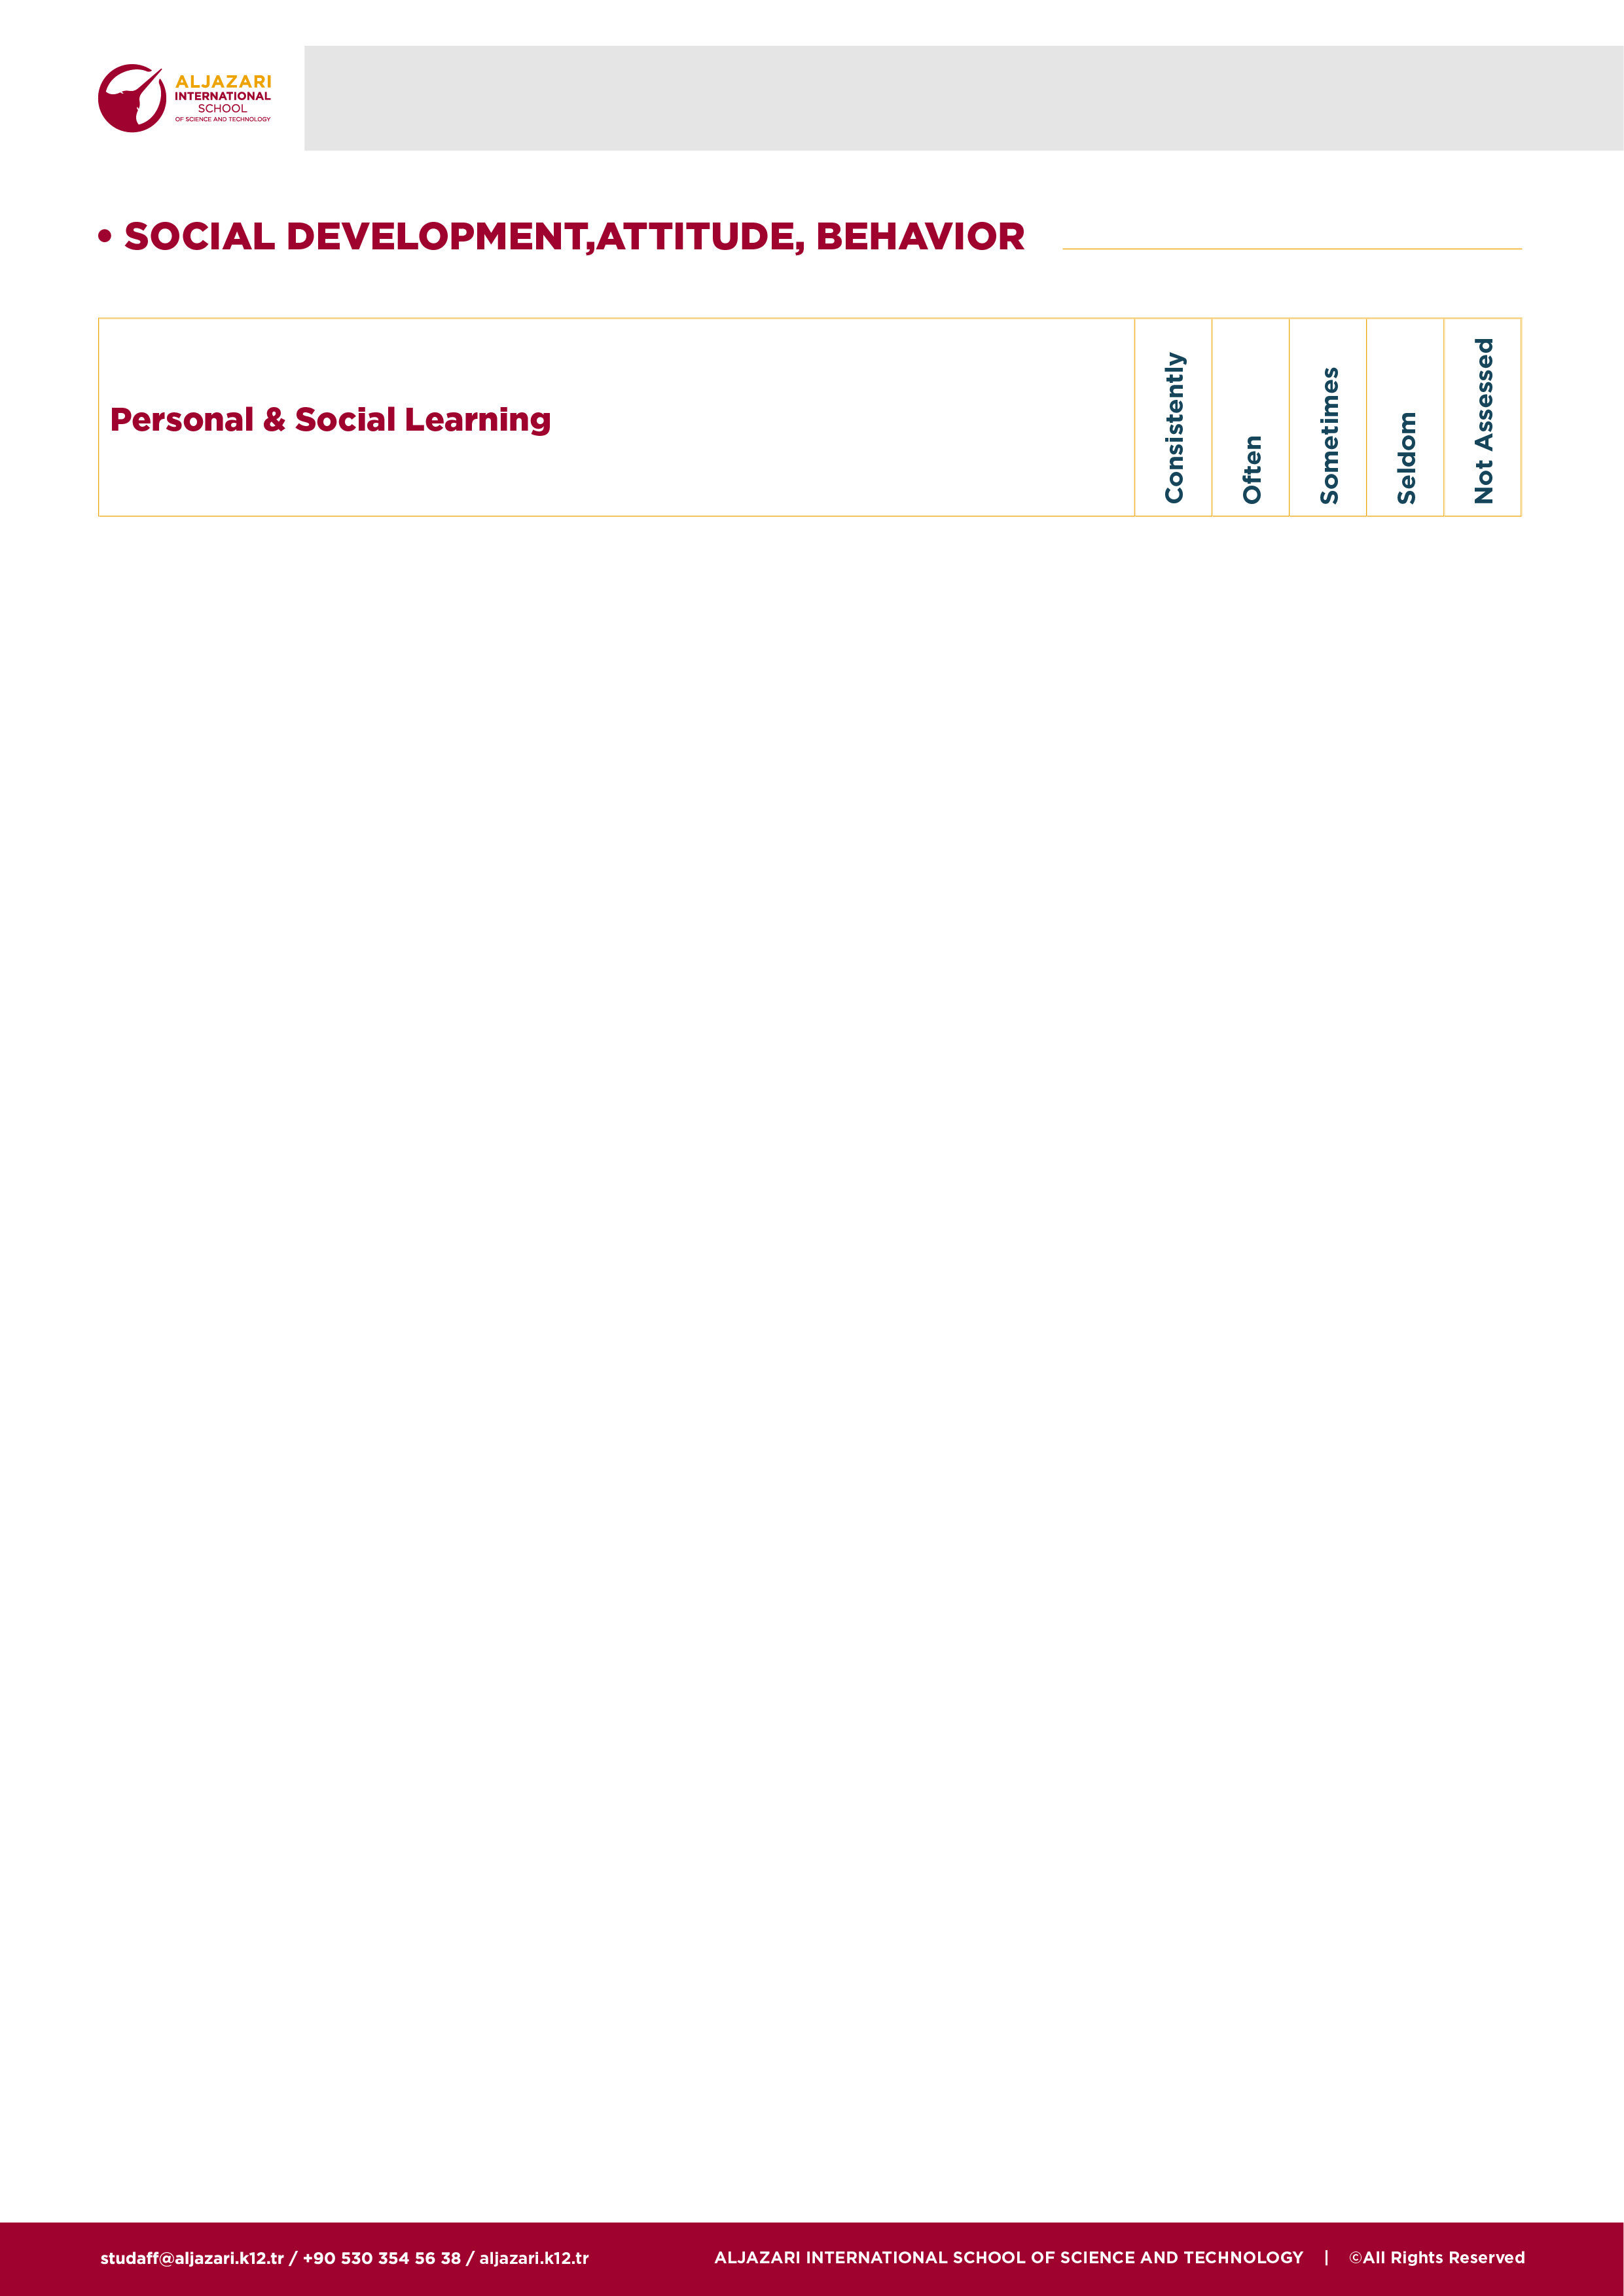 ALJAZARI
INTERNATIONAL
SCHOOL
OF SCIENCE AND TECHNOLOGY
• SOCIAL DEVELOPMENT,ATTITUDE, BEHAVIOR
Personal & Social Learning
Consistently
Often
Sometimes
Seldom
Not Assessed
studaff@aljazari.k12.tr / +90 530 354 56 38 / aljazari.k12.tr
ALJAZARI INTERNATIONAL SCHOOL OF SCIENCE AND TECHNOLOGY | ©All Rights Reserved